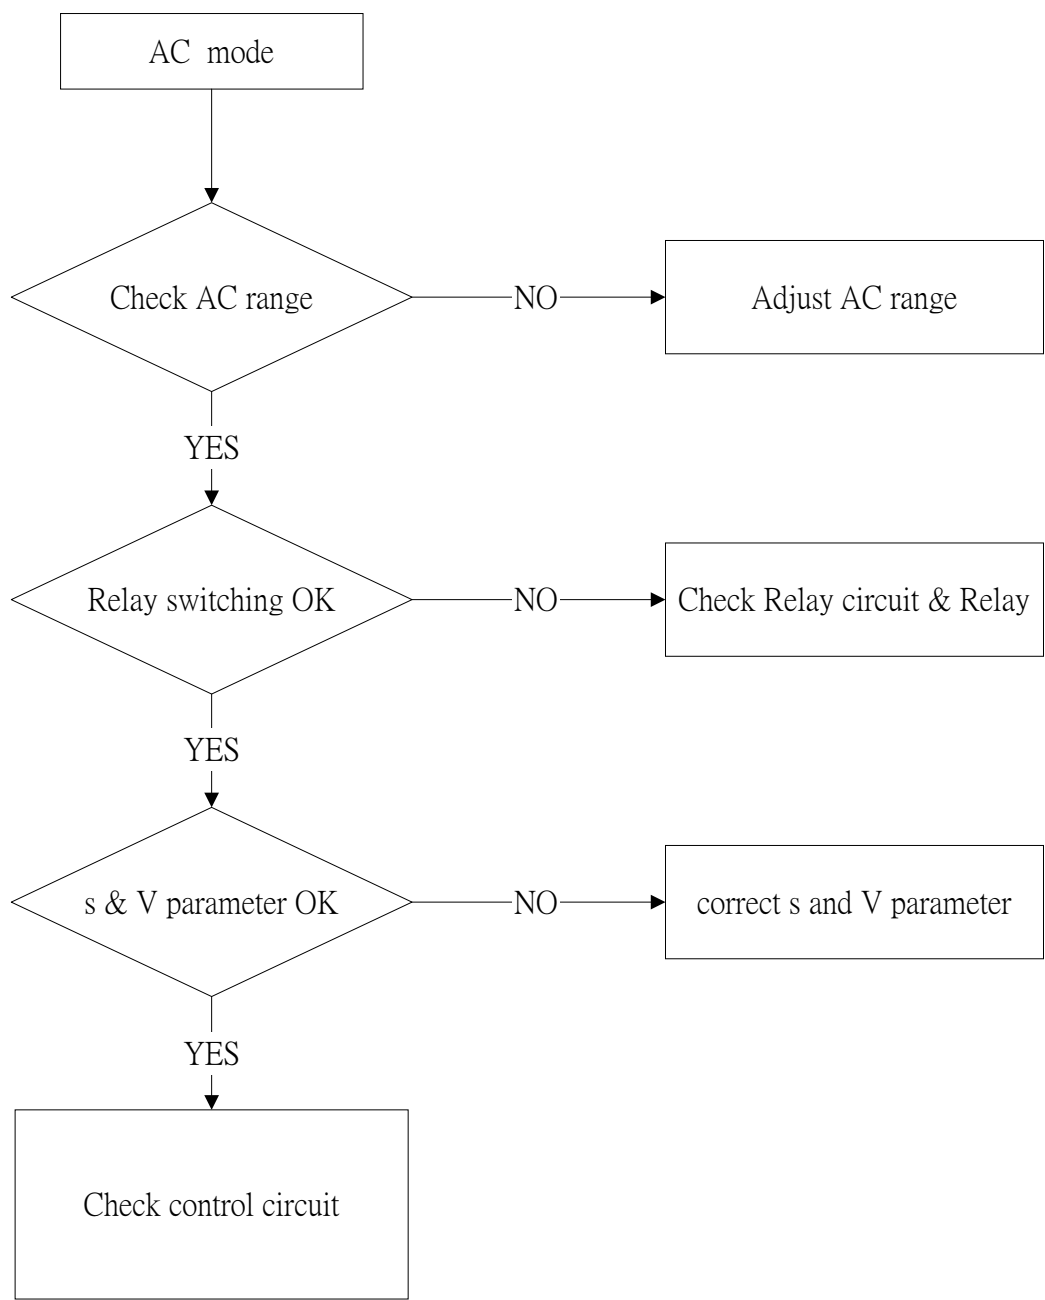 AC mode
Check AC range
NO
Adjust AC range
YES
Relay switching OK
NO
Check Relay circuit & Relay
YES
s & V parameter OK
NO
correct s and V parameter
YES
Check control circuit